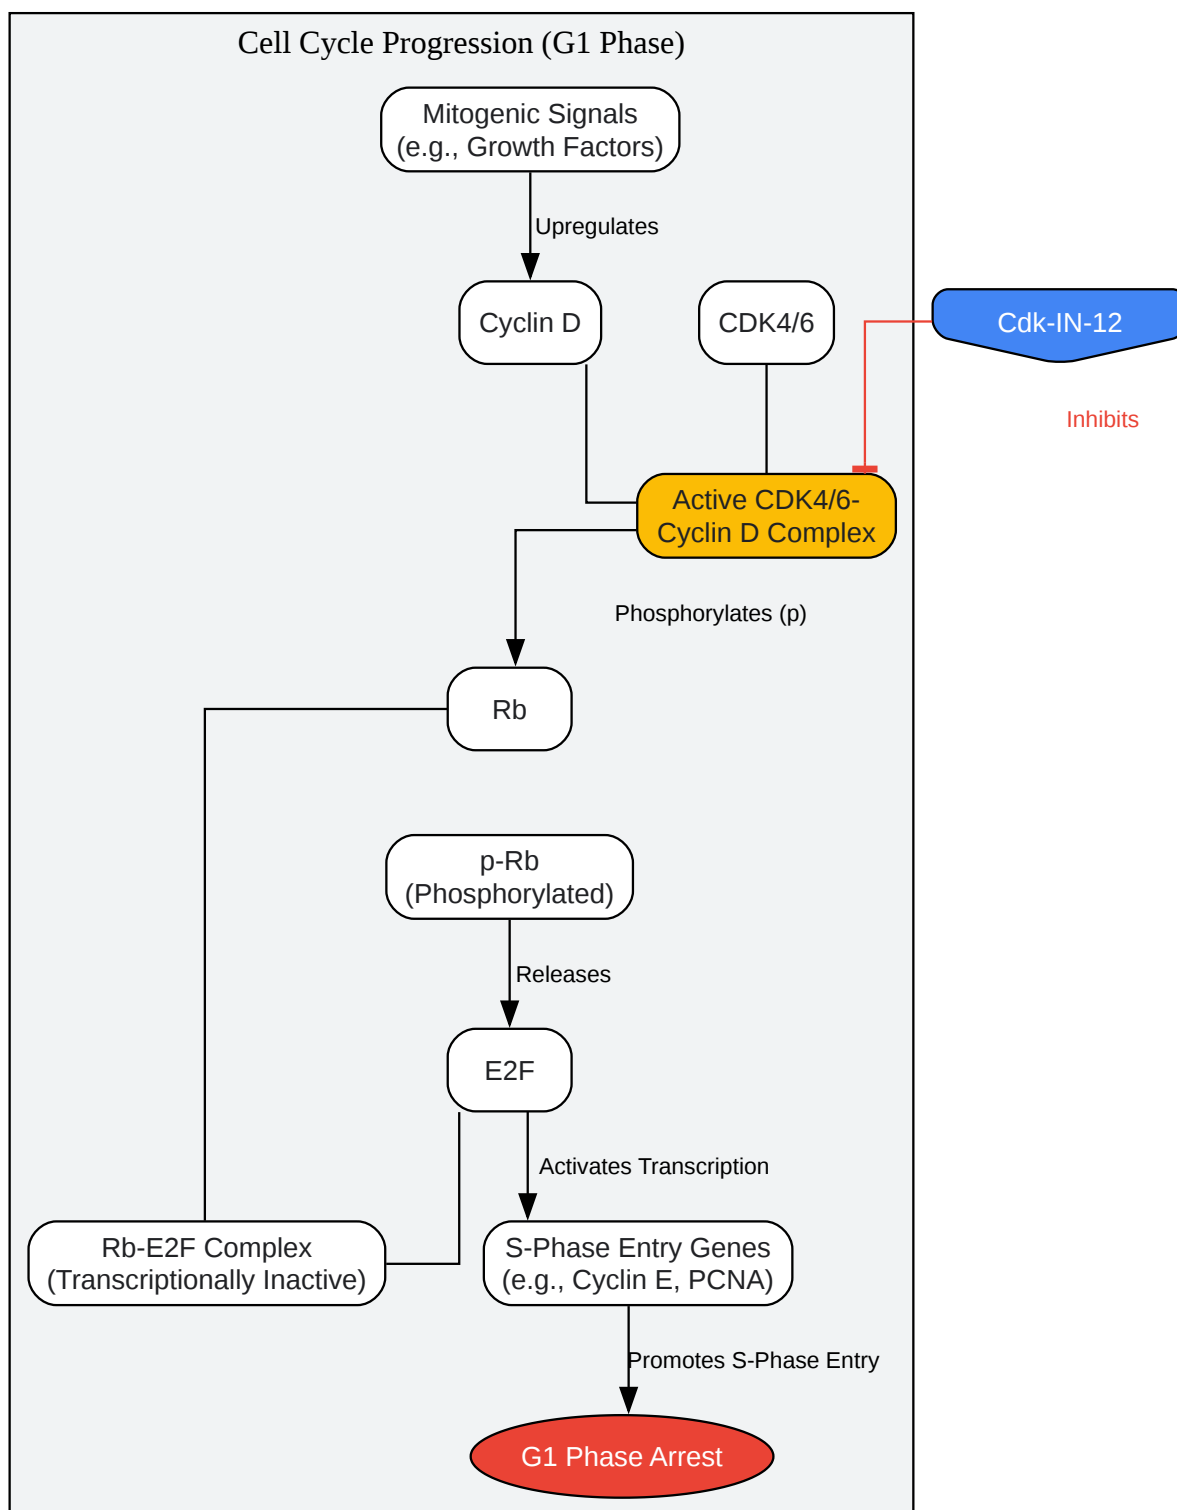 Cell Cycle Progression (G1 Phase)
Mitogenic Signals
(e.g., Growth Factors)
Upregulates
Cyclin D
CDK4/6
Cdk-IN-12
Inhibits
Active CDK4/6-
Cyclin D Complex
Phosphorylates (p)
Rb
p-Rb
(Phosphorylated)
Releases
E2F
Activates Transcription
Rb-E2F Complex
(Transcriptionally Inactive)
S-Phase Entry Genes
(e.g., Cyclin E, PCNA)
Promotes S-Phase Entry
G1 Phase Arrest